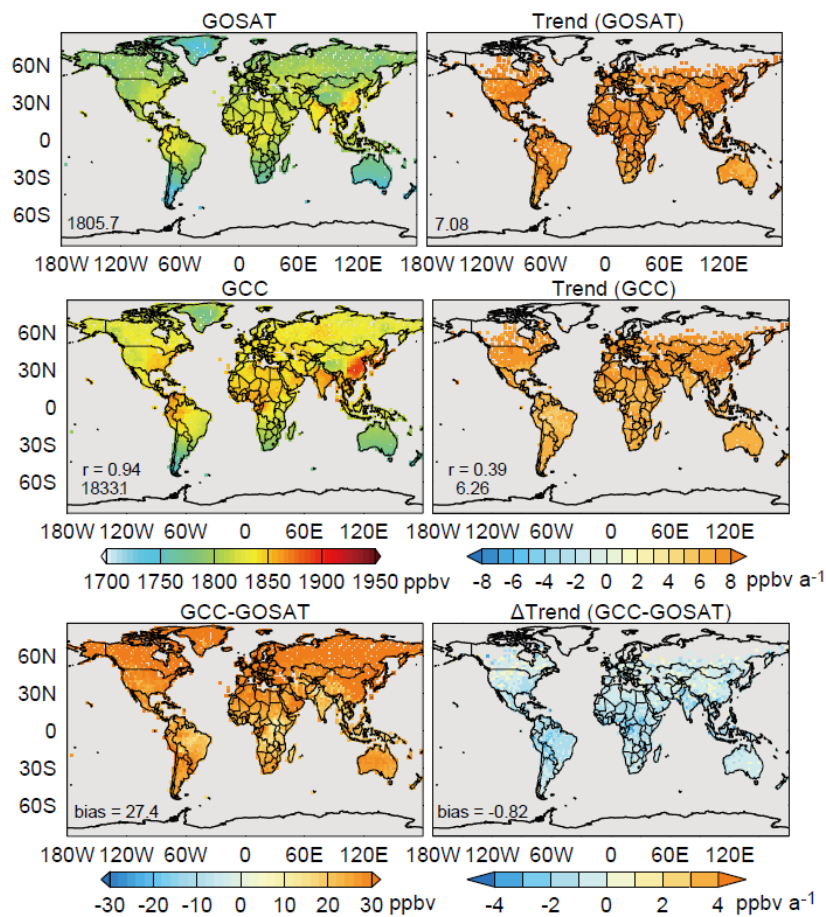 GOSAT Trend (GOSAT)
60N
30N
0
30S
60S
1805.7 7.08
180W 120W 60W 0 60E 120E 180W 120W 60W 0 60E 120E
GCC Trend (GCC)
60N
30N
0
30S
60S
r = 0.94 r = 0.39
1833.1 6.26
180W 120W 60W 0 60E 120E 180W 120W 60W 0 60E 120E
1700 1750 1800 1850 1900 1950 ppbv -8 -6 -4 -2 0 2 4 6 8 ppbv a⁻¹
GCC-GOSAT ΔTrend (GCC-GOSAT)
60N
30N
0
30S
60S
bias = 27.4 bias = -0.82
180W 120W 60W 0 60E 120E 180W 120W 60W 0 60E 120E
-30 -20 -10 0 10 20 30 ppbv -4 -2 0 2 4 ppbv a⁻¹